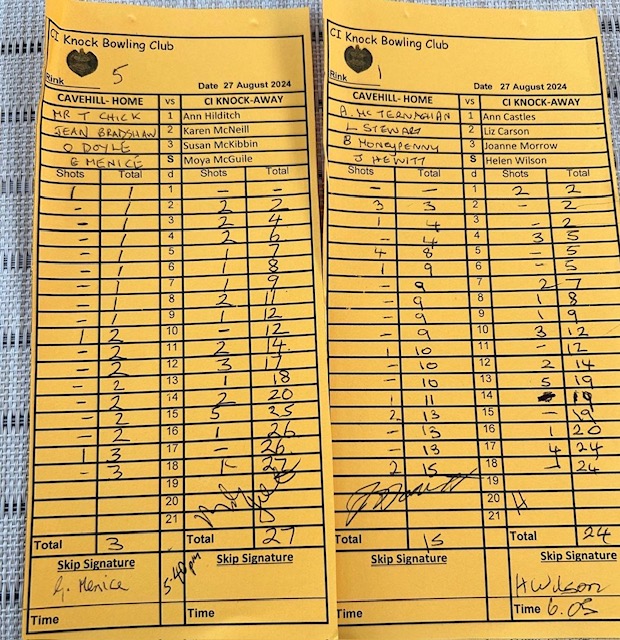 CI Knock Bowling Club
Rink 5 Date 27 August 2024
CAVEHILL- HOME vs CI KNOCK-AWAY
MR T CHICK 1 Ann Hilditch
JEAN BRADSHAW 2 Karen McNeill
O DOYLE 3 Susan McKibbin
G MENICE S Moya McGuile
Shots Total d Shots Total
1 1 1 - -
- 1 2 2 2
- 1 3 2 4
- 1 4 2 6
- 1 5 1 7
- 1 6 1 8
- 1 7 1 9
- 1 8 2 11
- 1 9 1 12
1 2 10 - 12
- 2 11 2 14
- 2 12 3 17
- 2 13 1 18
- 2 14 2 20
- 2 15 5 25
- 2 16 1 26
1 3 17 - 26
- 3 18 1 27
19
20
21
Total 3 27
Skip Signature Skip Signature
G. Menice 5:40pm
Time Time
CI Knock Bowling Club
Rink 1 Date 27 August 2024
CAVEHILL- HOME vs CI KNOCK-AWAY
A. MCTERNAGHAN 1 Ann Castles
L STEWART 2 Liz Carson
B MONEYPENNY 3 Joanne Morrow
J HEWITT S Helen Wilson
Shots Total d Shots Total
- - 1 2 2
3 3 2 - 2
1 4 3 - 2
- 4 4 3 5
4 8 5 - 5
1 9 6 - 5
- 9 7 2 7
- 9 8 1 8
- 9 9 1 9
- 9 10 3 12
1 10 11 - 12
- 10 12 2 14
- 10 13 5 19
1 11 14 19
2 13 15 - 19
- 13 16 1 20
- 13 17 4 24
2 15 18 - 24
19
20 H
21
Total 15 24
Skip Signature Skip Signature
H Wilson
Time Time 6.05